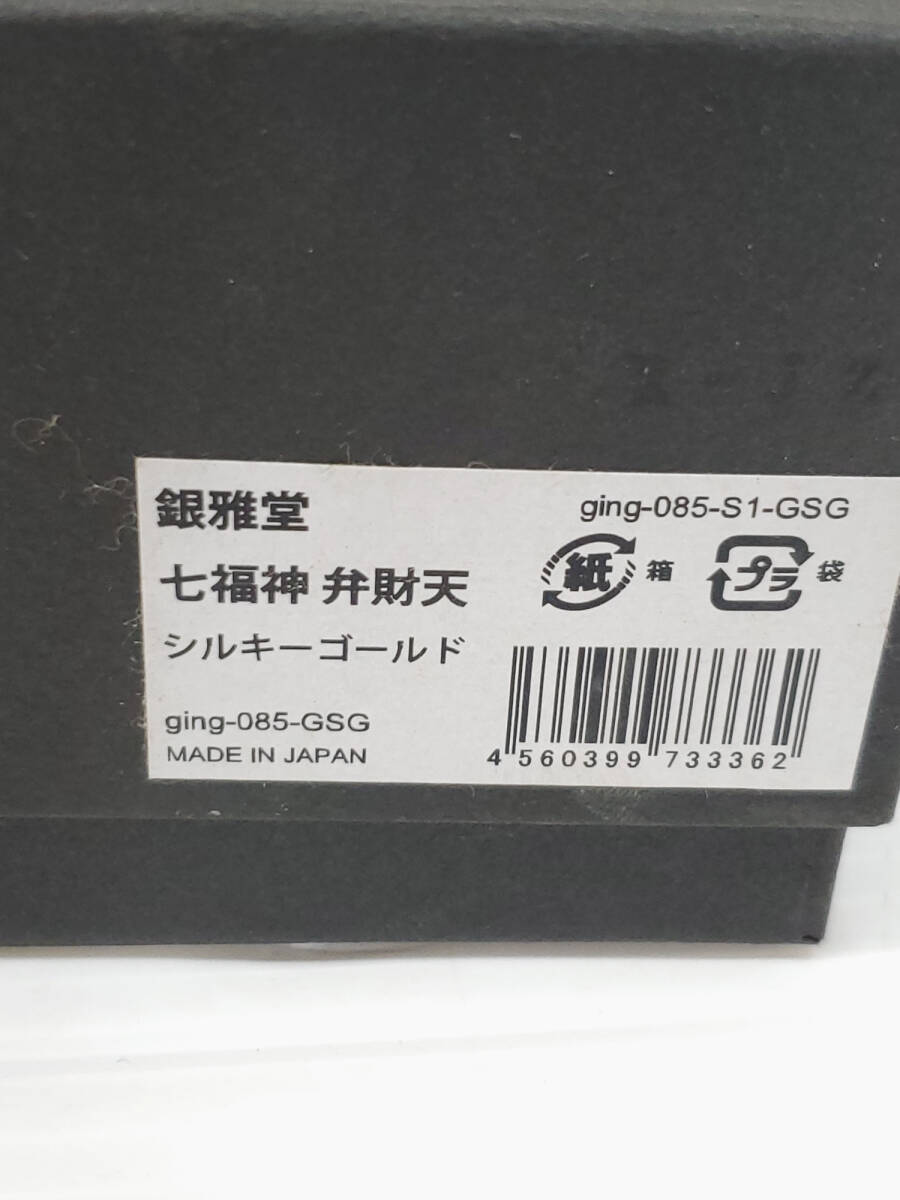 銀雅堂
ging-085-S1-GSG
七福神 弁財天
紙 箱
プラ 袋
シルキーゴールド
ging-085-GSG
MADE IN JAPAN
4 560399 733362